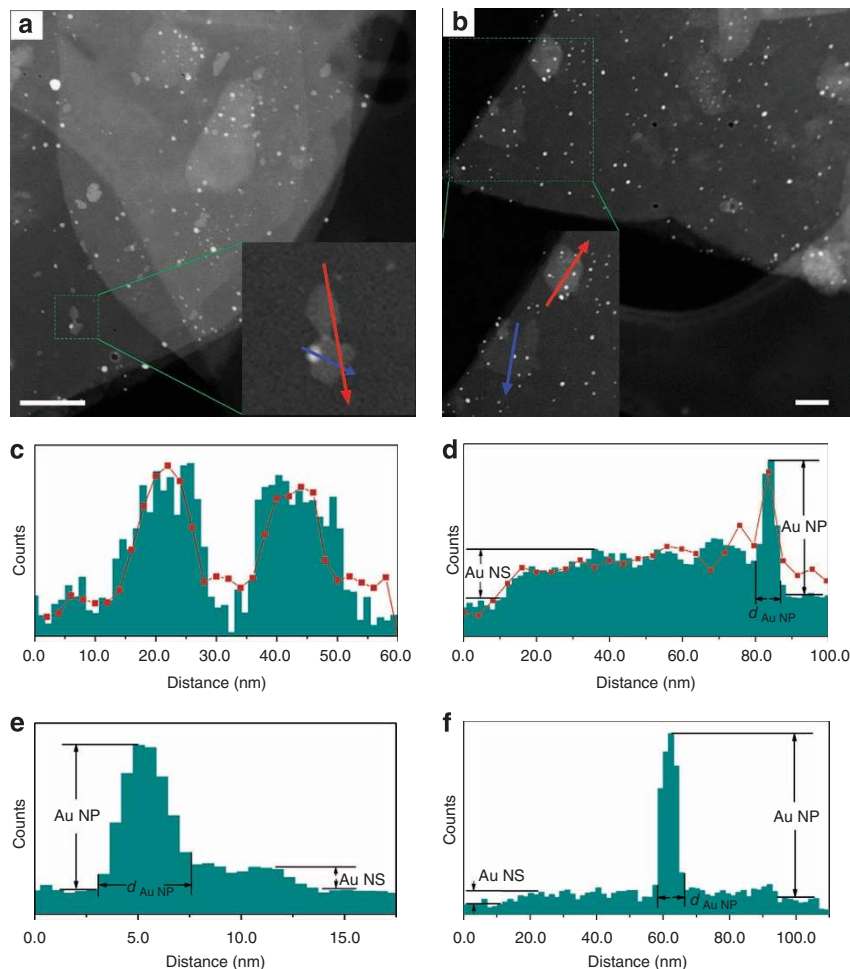 a
b
c
Counts
0.0 10.0 20.0 30.0 40.0 50.0 60.0
Distance (nm)
d
Counts
Au NS
Au NP
d Au NP
0.0 20.0 40.0 60.0 80.0 100.0
Distance (nm)
e
Counts
Au NP
d Au NP
Au NS
0.0 5.0 10.0 15.0
Distance (nm)
f
Counts
Au NS
Au NP
d Au NP
0.0 20.0 40.0 60.0 80.0 100.0
Distance (nm)